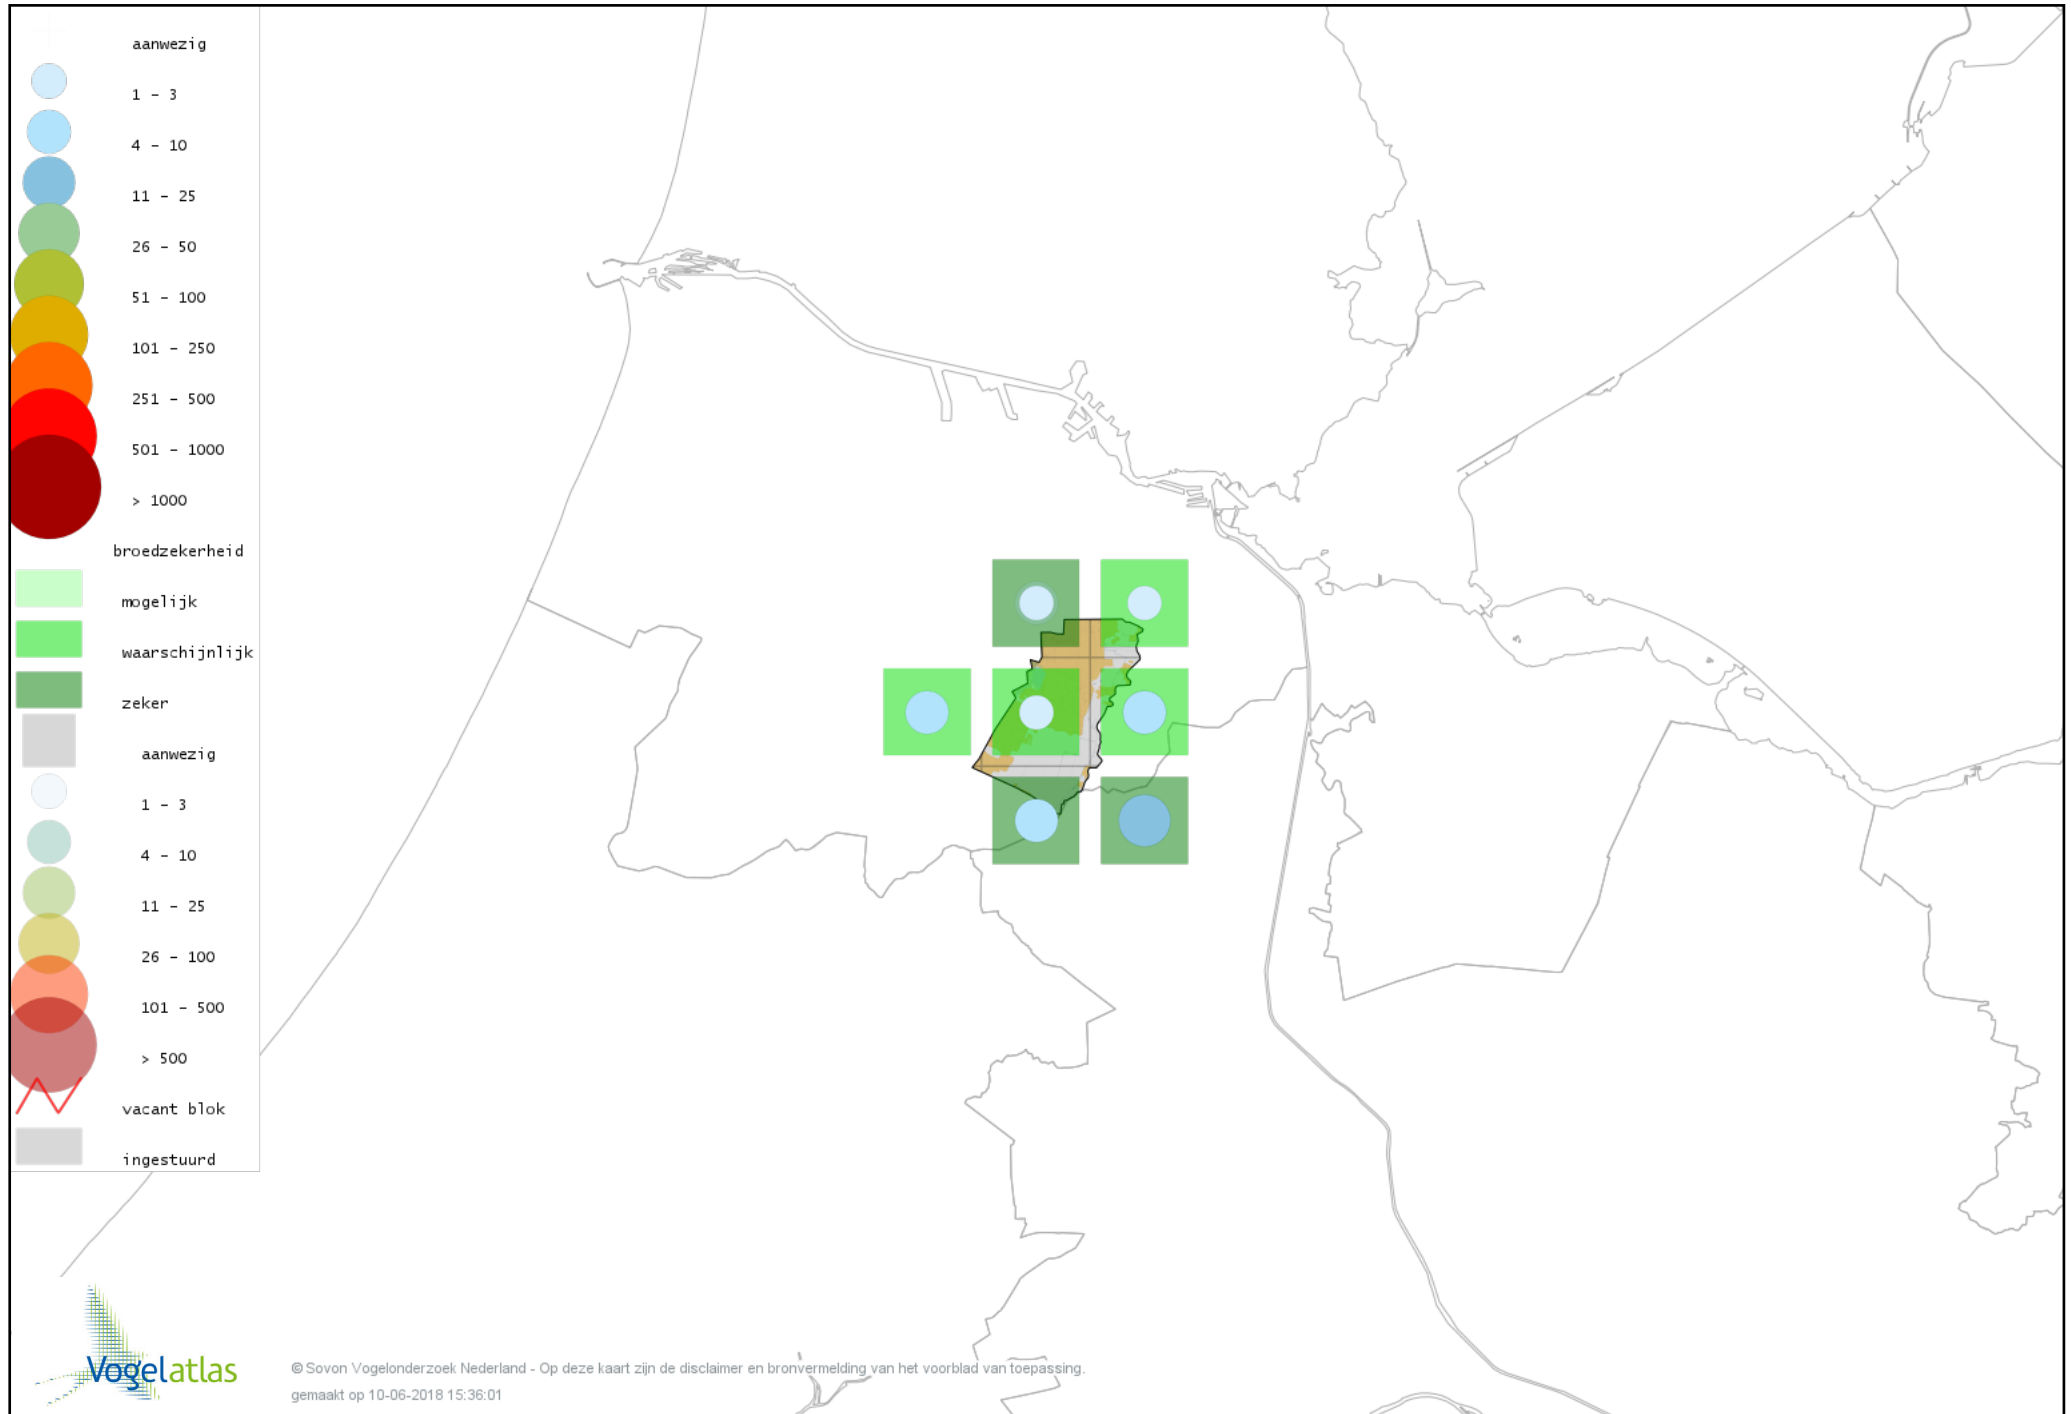 aanwezig
1 - 3
4 - 10
11 - 25
26 - 50
51 - 100
101 - 250
251 - 500
501 - 1000
> 1000
broedzekerheid
mogelijk
waarschijnlijk
zeker
aanwezig
1 - 3
4 - 10
11 - 25
26 - 100
101 - 500
> 500
vacant blok
ingestuurd
Vogelatlas
© Sovon Vogelonderzoek Nederland - Op deze kaart zijn de disclaimer en bronvermelding van het voorblad van toepassing.
gemaakt op 10-06-2018 15:36:01